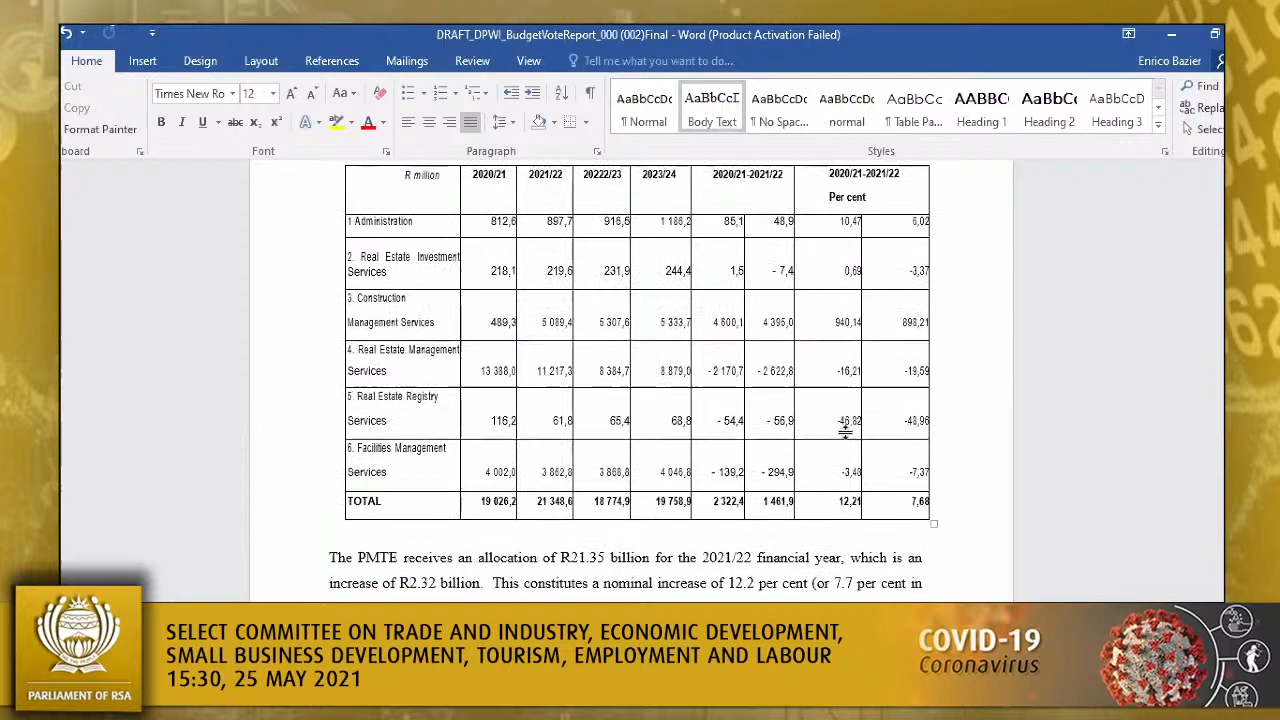 DRAFT_DPWI_BudgetVoteReport_000 (002)Final - Word (Product Activation Failed)
Home Insert Design Layout References Mailings Review View Tell me what you want to do... Enrico Bazier
Cut
Copy
Format Painter
board
Times New Ro 12
Font
Paragraph
AaBbCcDc AaBbCcI AaBbCcDc AaBbCcDc AaBbCc AABBC AaBbCc AaBbCcD
¶ Normal Body Text ¶ No Spac... normal ¶ Table Pa... Heading 1 Heading 2 Heading 3
Styles
Find
Repla
Selec
Editing
R million 2020/21 2021/22 20222/23 2023/24 2020/21-2021/22 2020/21-2021/22
Per cent
1 Administration 812,6 897,7 916,5 1 186,2 85,1 48,9 10,47 6,02
2. Real Estate Investment
Services 218,1 219,6 231,9 244,4 1,5 - 7,4 0,69 -3,37
3. Construction
Management Services 489,3 5 089,4 5 307,6 5 333,7 4 600,1 4 395,0 940,14 898,21
4. Real Estate Management
Services 13 388,0 11 217,3 8 384,7 8 879,0 - 2 170,7 - 2 622,8 -16,21 -19,59
5. Real Estate Registry
Services 116,2 61,8 65,4 68,8 - 54,4 - 56,9 -46,82 -48,96
6. Facilities Management
Services 4 002,0 3 862,8 3 868,8 4 046,8 - 139,2 - 294,9 -3,48 -7,37
TOTAL 19 026,2 21 348,6 18 774,9 19 758,9 2 322,4 1 461,9 12,21 7,68
The PMTE receives an allocation of R21.35 billion for the 2021/22 financial year, which is an
increase of R2.32 billion. This constitutes a nominal increase of 12.2 per cent (or 7.7 per cent in
PARLIAMENT OF RSA
SELECT COMMITTEE ON TRADE AND INDUSTRY, ECONOMIC DEVELOPMENT,
SMALL BUSINESS DEVELOPMENT, TOURISM, EMPLOYMENT AND LABOUR
15:30, 25 MAY 2021
COVID-19
Coronavirus